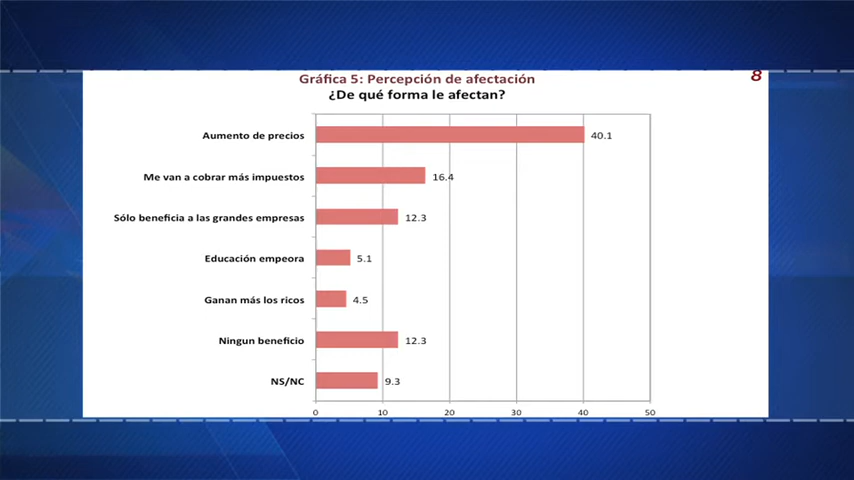 8
Gráfica 5: Percepción de afectación
¿De qué forma le afectan?
Aumento de precios 40.1
Me van a cobrar más impuestos 16.4
Sólo beneficia a las grandes empresas 12.3
Educación empeora 5.1
Ganan más los ricos 4.5
Ningun beneficio 12.3
NS/NC 9.3
0 10 20 30 40 50